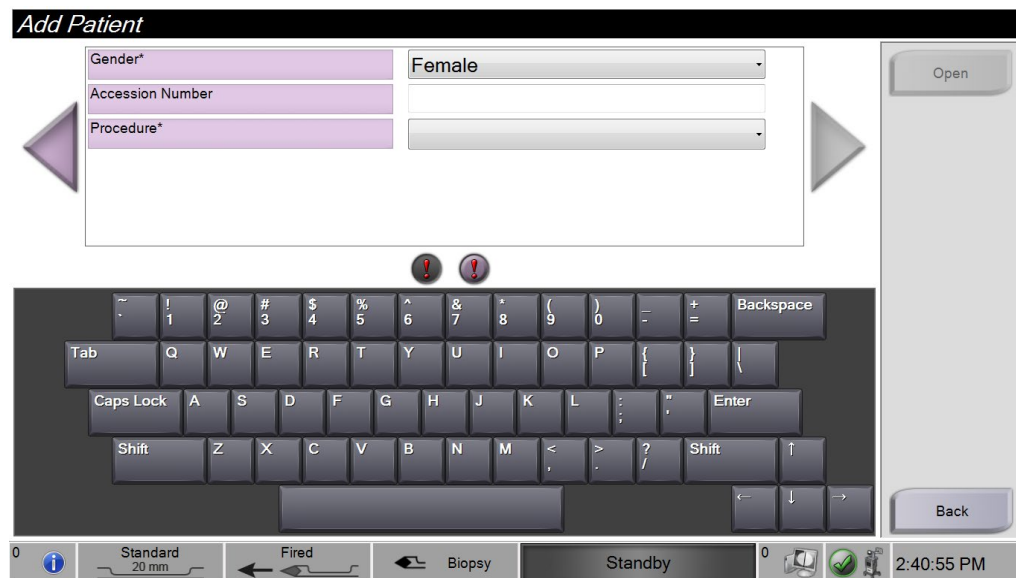 Add Patient
Gender*
Female
Open
Accession Number
Procedure*
~ ! @ # $ % ^ & * ( ) _ + Backspace
` 1 2 3 4 5 6 7 8 9 0 - =
Tab Q W E R T Y U I O P { } |
[ ] \
Caps Lock A S D F G H J K L : " Enter
; '
Shift Z X C V B N M < > ? Shift ↑
, . /
← ↓ →
Back
0 Standard Fired Biopsy Standby 0 2:40:55 PM
20 mm